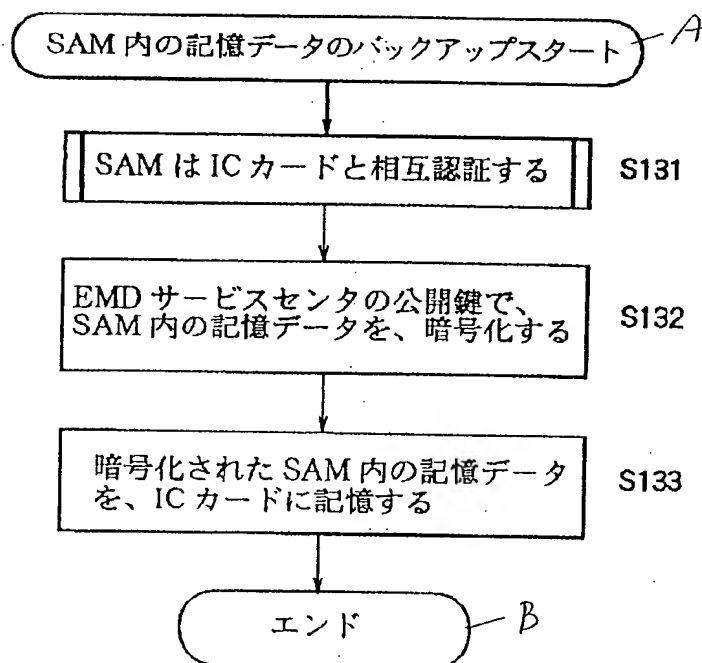 SAM 内の記憶データのバックアップスタート
A
SAM は IC カードと相互認証する
S131
EMD サービスセンタの公開鍵で、
SAM 内の記憶データを、暗号化する
S132
暗号化された SAM 内の記憶データ
を、IC カードに記憶する
S133
エンド
B